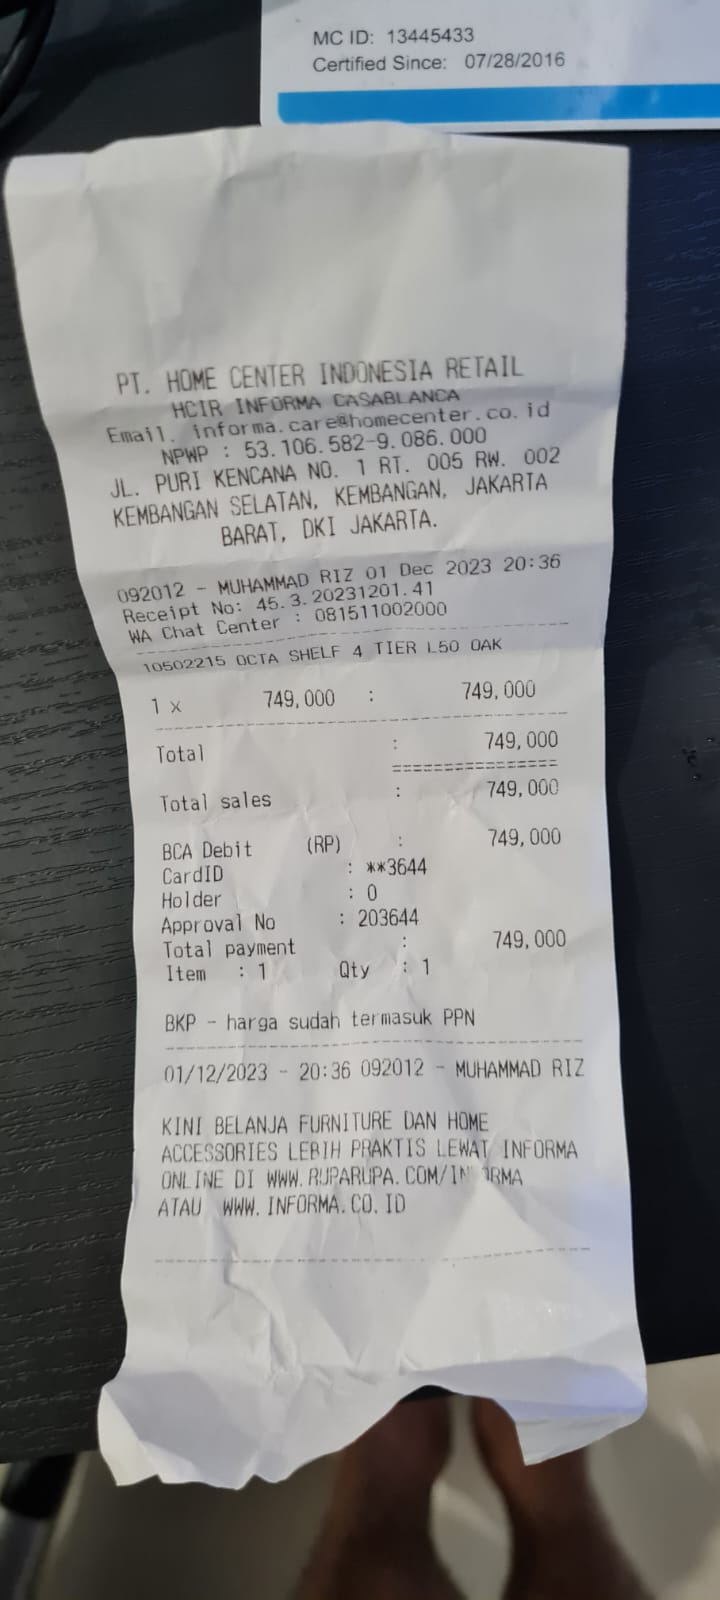 MC ID: 13445433
Certified Since: 07/28/2016
PT. HOME CENTER INDONESIA RETAIL
HCIR INFORMA CASABLANCA
Email. informa.care@homecenter.co.id
NPWP : 53.106.582-9.086.000
JL. PURI KENCANA NO. 1 RT. 005 RW. 002
KEMBANGAN SELATAN, KEMBANGAN, JAKARTA
BARAT, DKI JAKARTA.
092012 - MUHAMMAD RIZ 01 Dec 2023 20:36
Receipt No: 45.3.20231201.41
WA Chat Center : 081511002000
10502215 OCTA SHELF 4 TIER L50 OAK
1 x 749,000 : 749,000
Total : 749,000
===============
Total sales : 749,000
BCA Debit (RP) : 749,000
CardID : **3644
Holder : 0
Approval No : 203644
Total payment : 749,000
Item : 1 Qty : 1
BKP - harga sudah termasuk PPN
01/12/2023 - 20:36 092012 - MUHAMMAD RIZ
KINI BELANJA FURNITURE DAN HOME
ACCESSORIES LEBIH PRAKTIS LEWAT INFORMA
ONLINE DI WWW.RUPARUPA.COM/INFORMA
ATAU WWW.INFORMA.CO.ID